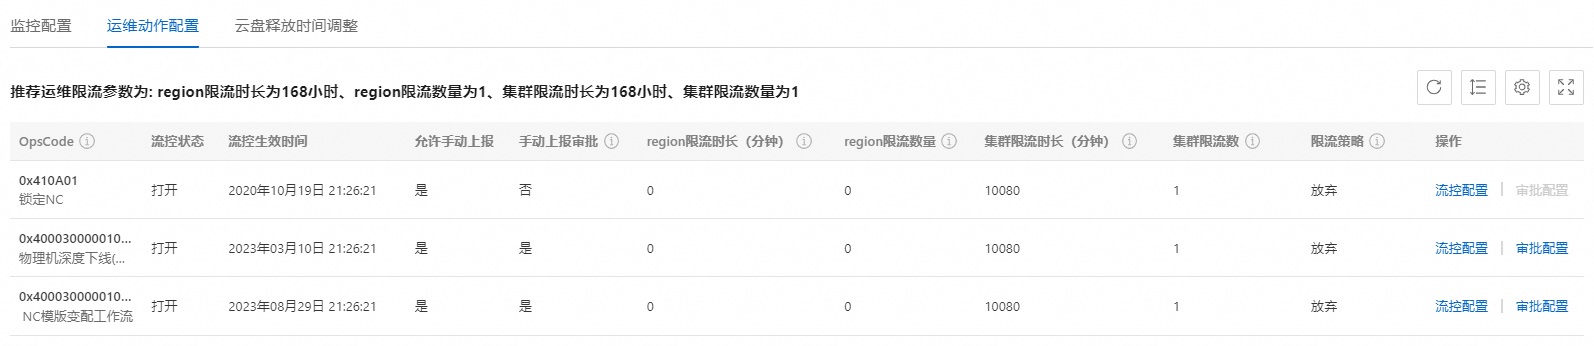 监控配置 运维动作配置 云盘释放时间调整
推荐运维限流参数为: region限流时长为168小时、region限流数量为1、集群限流时长为168小时、集群限流数量为1
OpsCode 流控状态 流控生效时间 允许手动上报 手动上报审批 region限流时长（分钟） region限流数量 集群限流时长（分钟） 集群限流数 限流策略 操作
0x410A01
锁定NC 打开 2020年10月19日 21:26:21 是 否 0 0 10080 1 放弃 流控配置 | 审批配置
0x400030000010...
物理机深度下线(... 打开 2023年03月10日 21:26:21 是 是 0 0 10080 1 放弃 流控配置 | 审批配置
0x400030000010...
NC模版变配工作流 打开 2023年08月29日 21:26:21 是 是 0 0 10080 1 放弃 流控配置 | 审批配置